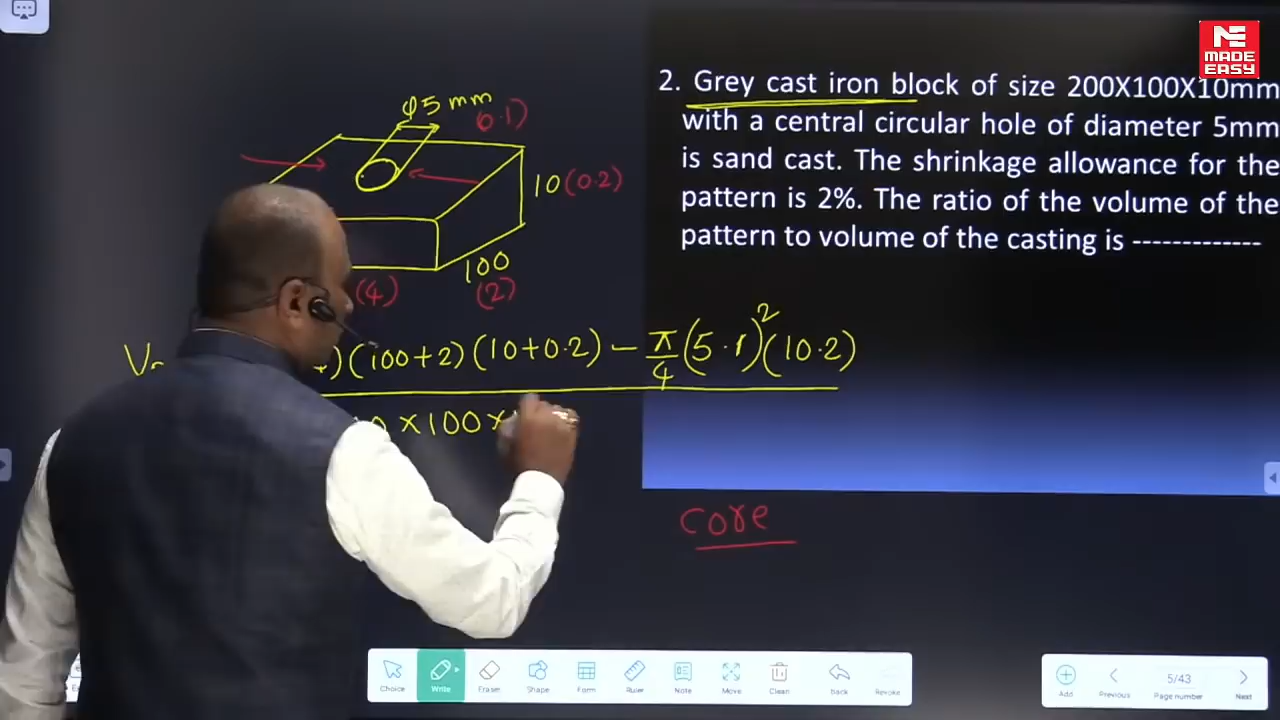 MADE
EASY
2. Grey cast iron block of size 200X100X10mm
with a central circular hole of diameter 5mm
is sand cast. The shrinkage allowance for the
pattern is 2%. The ratio of the volume of the
pattern to volume of the casting is -------------
φ5 mm
(0.1)
10 (0.2)
100
(4)
(2)
) (100+2) (10+0.2) - π/4 (5.1)² (10.2)
×100×
core
Choice
Write
Eraser
Shape
Form
Ruler
Note
Move
Clean
Back
Revoke
Add
Previous
5/43
Page number
Next